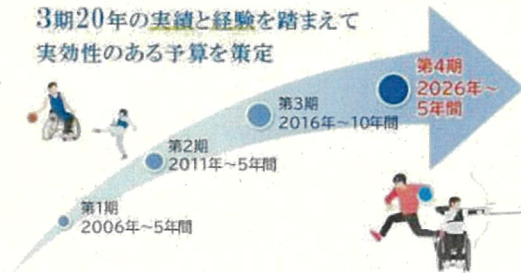 3期20年の実績と経験を踏まえて
実効性のある予算を策定
第4期
2026年～
5年間
第3期
2016年～10年間
第2期
2011年～5年間
第1期
2006年～5年間